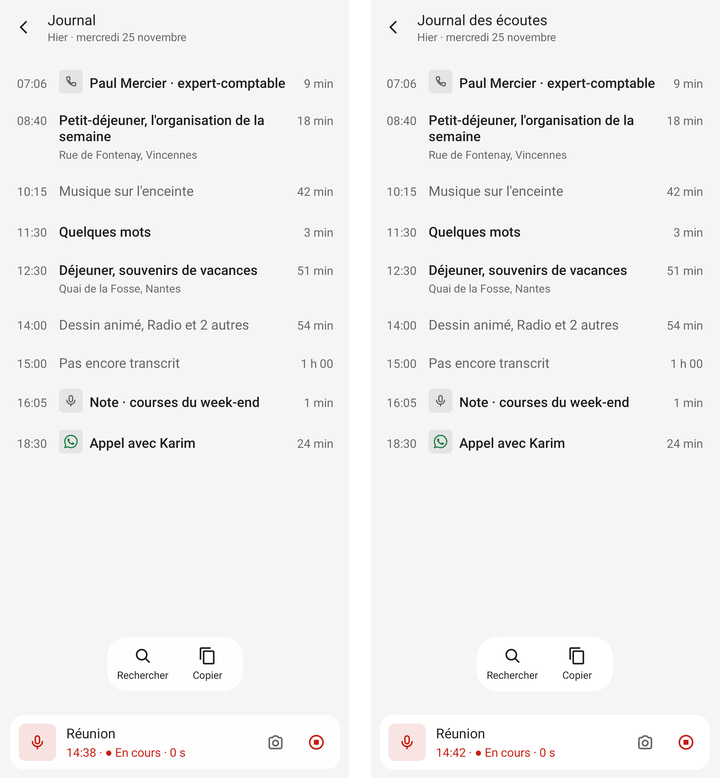 Journal
Hier · mercredi 25 novembre
07:06 Paul Mercier · expert-comptable 9 min
08:40 Petit-déjeuner, l'organisation de la semaine 18 min
Rue de Fontenay, Vincennes
10:15 Musique sur l'enceinte 42 min
11:30 Quelques mots 3 min
12:30 Déjeuner, souvenirs de vacances 51 min
Quai de la Fosse, Nantes
14:00 Dessin animé, Radio et 2 autres 54 min
15:00 Pas encore transcrit 1 h 00
16:05 Note · courses du week-end 1 min
18:30 Appel avec Karim 24 min
Rechercher Copier
Réunion
14:38 · ● En cours · 0 s
Journal des écoutes
Hier · mercredi 25 novembre
07:06 Paul Mercier · expert-comptable 9 min
08:40 Petit-déjeuner, l'organisation de la semaine 18 min
Rue de Fontenay, Vincennes
10:15 Musique sur l'enceinte 42 min
11:30 Quelques mots 3 min
12:30 Déjeuner, souvenirs de vacances 51 min
Quai de la Fosse, Nantes
14:00 Dessin animé, Radio et 2 autres 54 min
15:00 Pas encore transcrit 1 h 00
16:05 Note · courses du week-end 1 min
18:30 Appel avec Karim 24 min
Rechercher Copier
Réunion
14:42 · ● En cours · 0 s